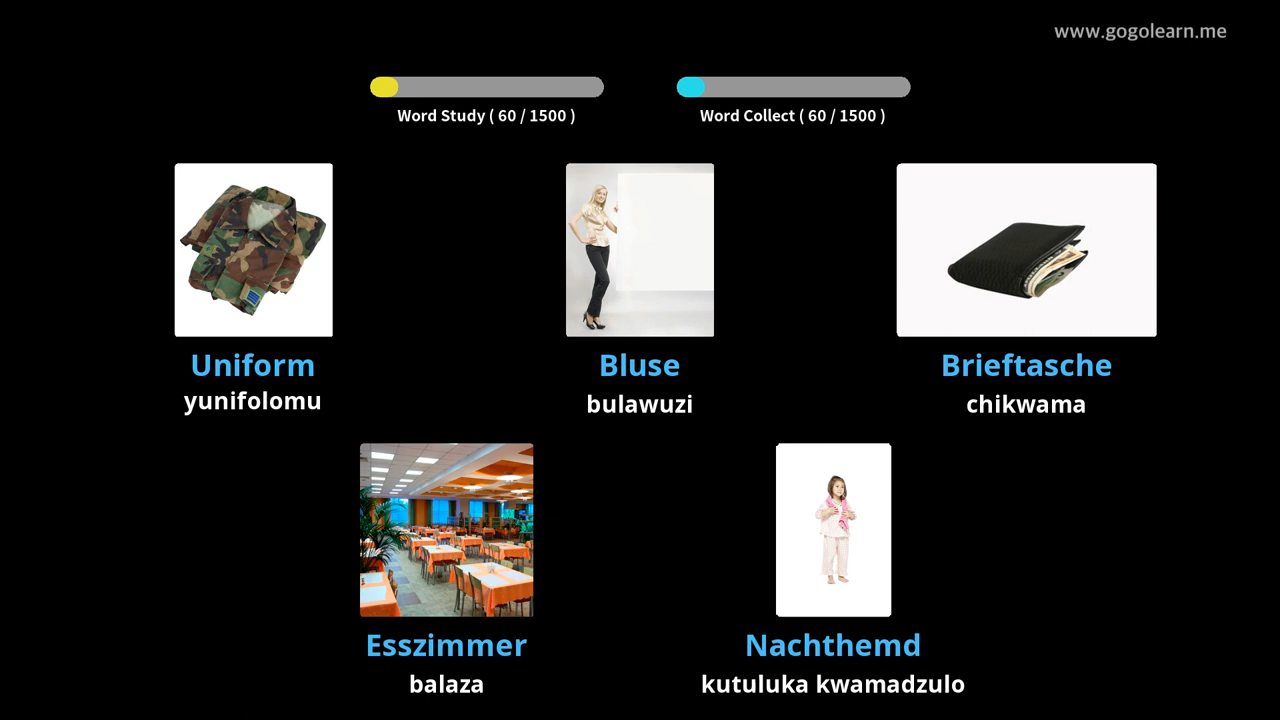 www.gogolearn.me
Word Study ( 60 / 1500 )
Word Collect ( 60 / 1500 )
Uniform
yunifolomu
Bluse
bulawuzi
Brieftasche
chikwama
Esszimmer
balaza
Nachthemd
kutuluka kwamadzulo